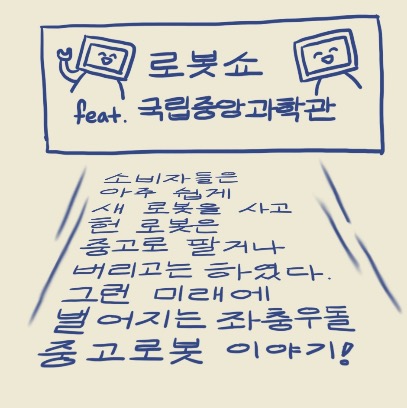 로봇쇼
feat. 국립중앙과학관
소비자들은
아주 쉽게
새 로봇을 사고
헌 로봇은
중고로 팔거나
버리고는 하였다.
그런 미래에
벌어지는 좌충우돌
중고로봇 이야기!